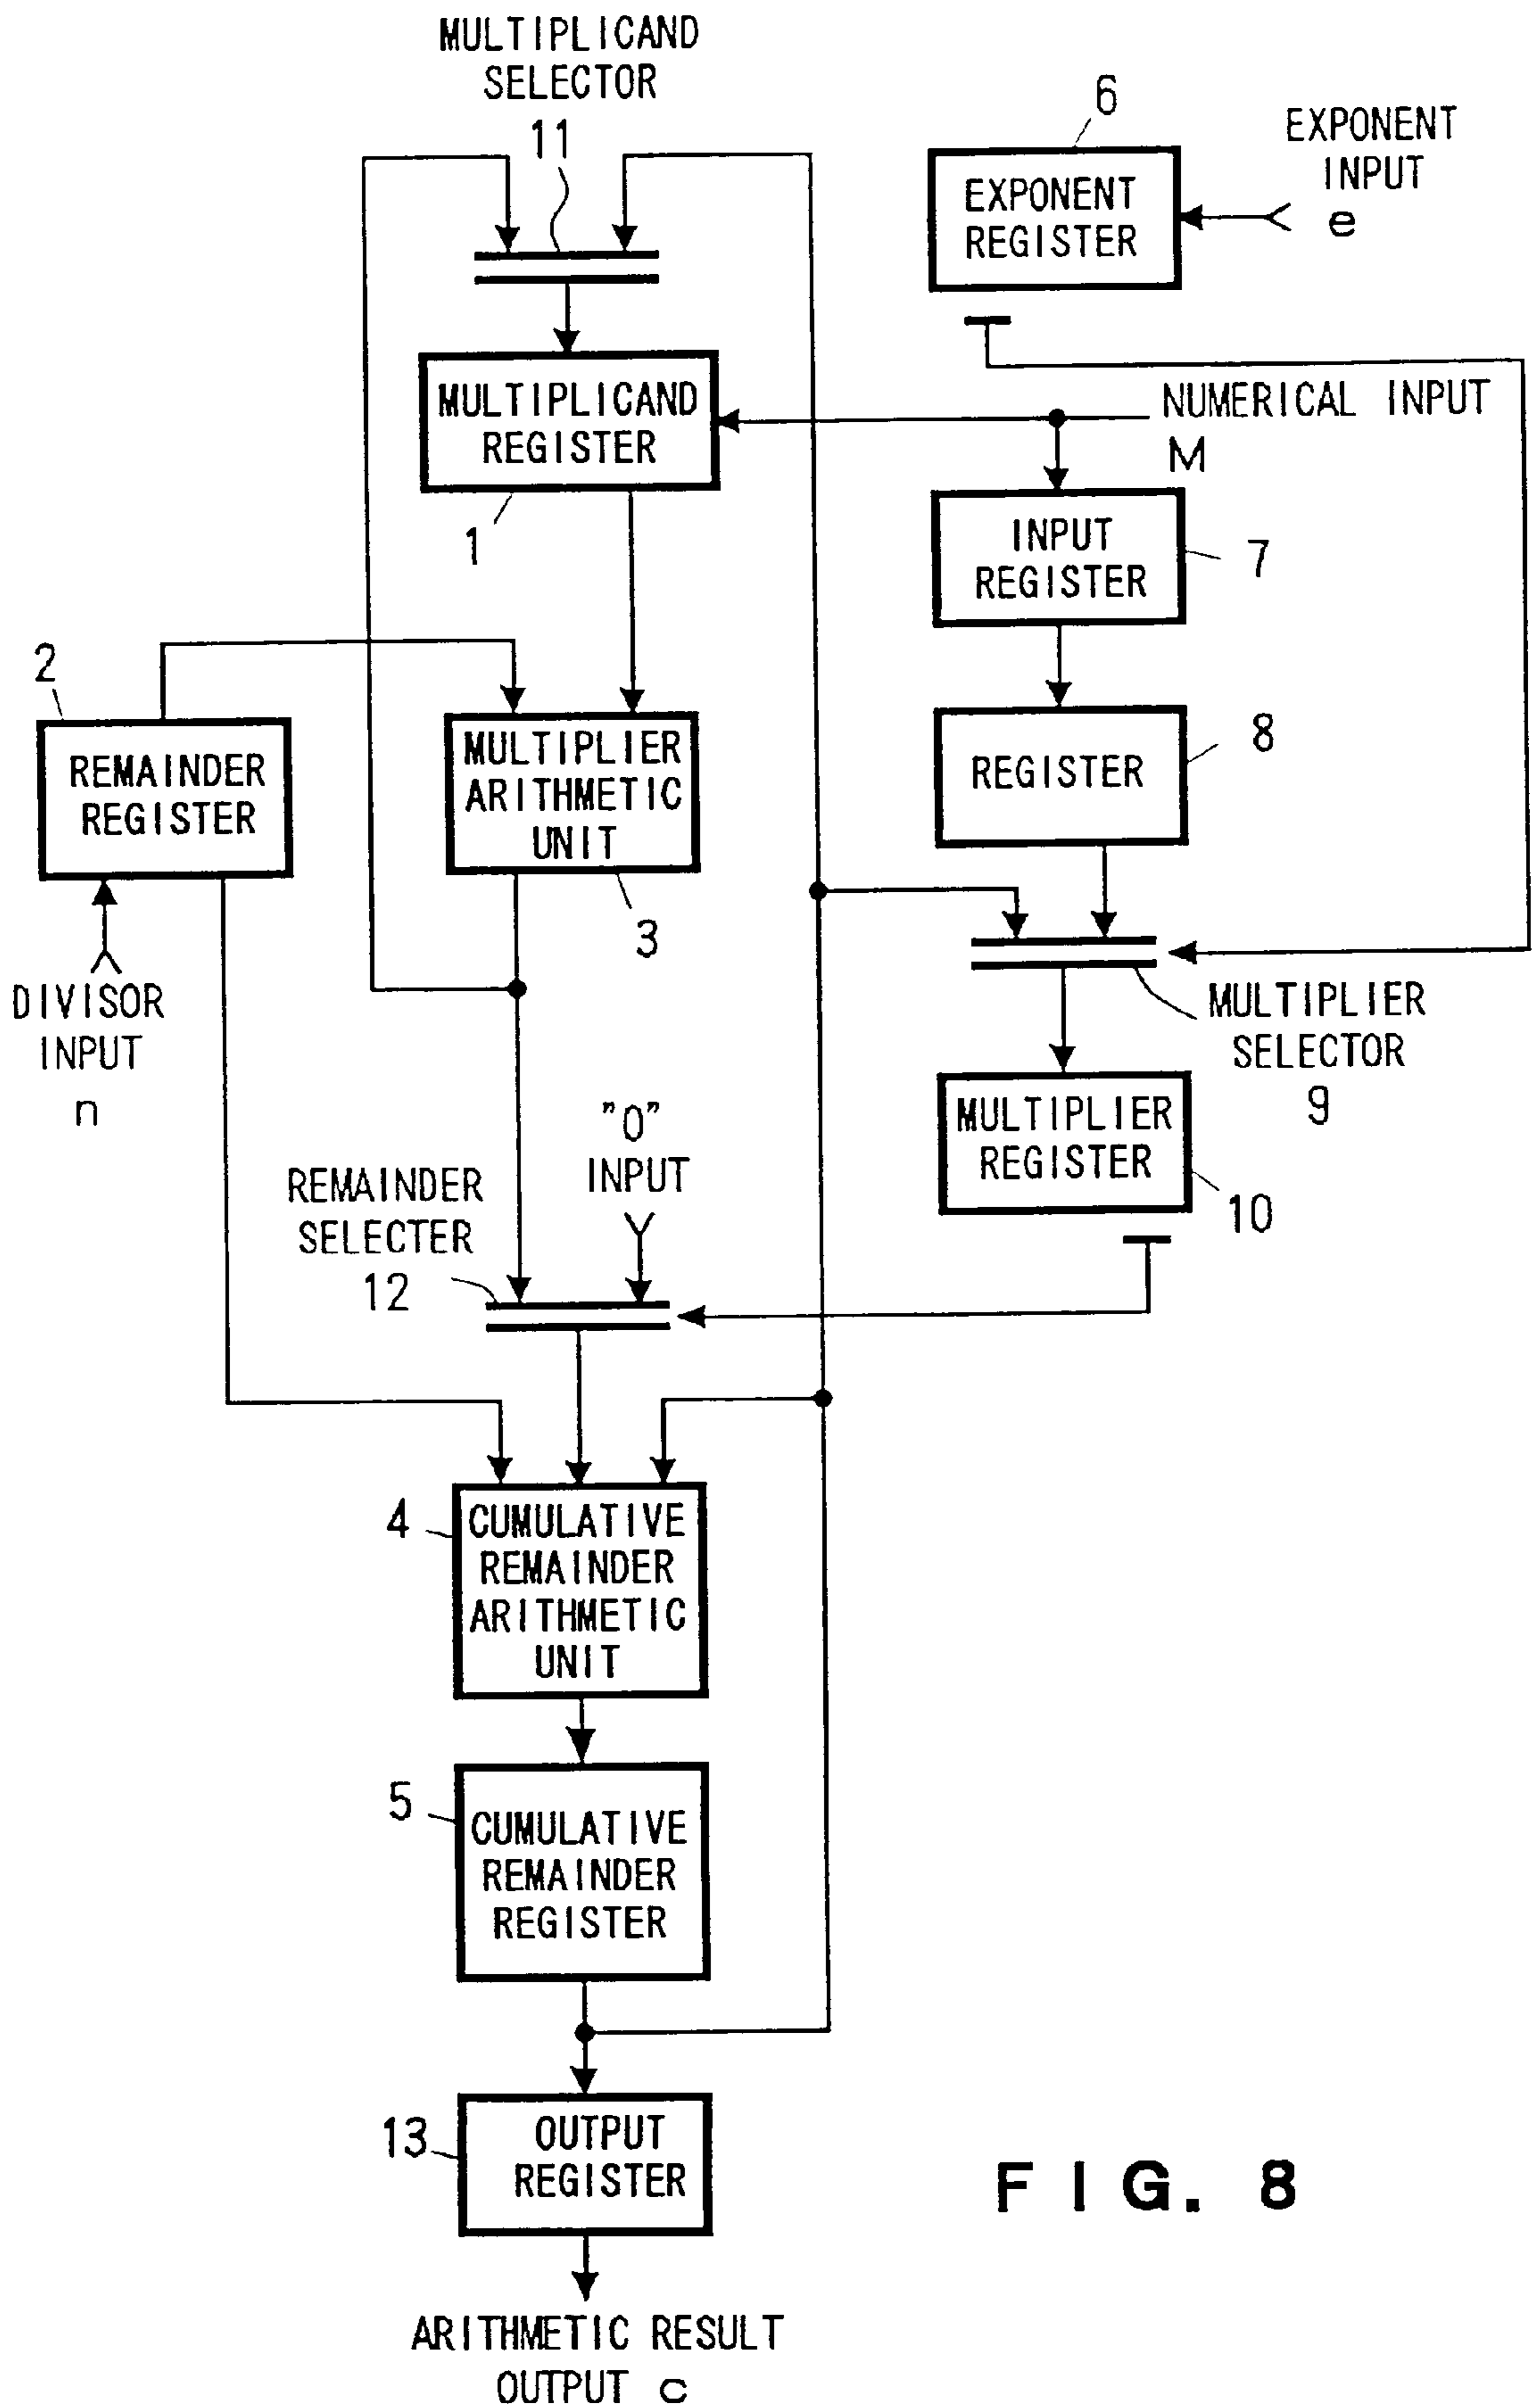 MULTIPLICAND
SELECTOR
11
6
EXPONENT
INPUT
e
EXPONENT
REGISTER
MULTIPLICAND
REGISTER
1
NUMERICAL INPUT
M
INPUT
REGISTER
7
2
REMAINDER
REGISTER
MULTIPLIER
ARITHMETIC
UNIT
3
REGISTER
8
DIVISOR
INPUT
n
MULTIPLIER
SELECTOR
9
MULTIPLIER
REGISTER
10
"0"
INPUT
REMAINDER
SELECTER
12
4
CUMULATIVE
REMAINDER
ARITHMETIC
UNIT
5
CUMULATIVE
REMAINDER
REGISTER
13
OUTPUT
REGISTER
FIG. 8
ARITHMETIC RESULT
OUTPUT c